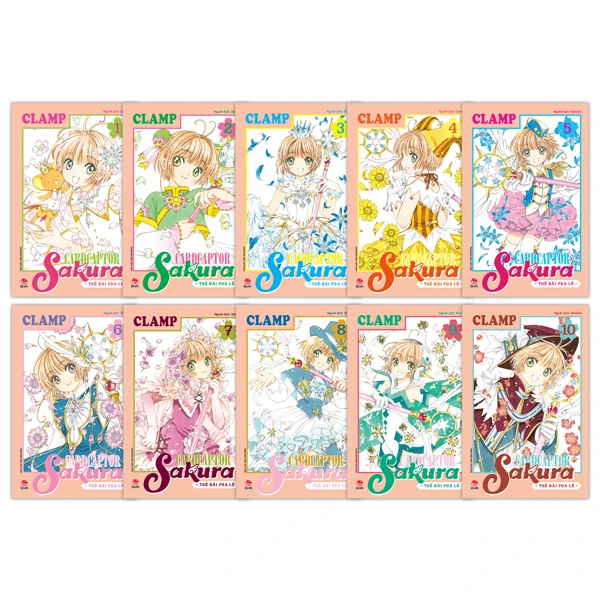 CLAMP
1
CARDCAPTOR
Sakura
- THẺ BÀI PHA LÊ
CLAMP
2
CARDCAPTOR
Sakura
- THẺ BÀI PHA LÊ
CLAMP
3
CARDCAPTOR
Sakura
- THẺ BÀI PHA LÊ
CLAMP
4
CARDCAPTOR
Sakura
- THẺ BÀI PHA LÊ
CLAMP
5
CARDCAPTOR
Sakura
- THẺ BÀI PHA LÊ -
CLAMP
6
CARDCAPTOR
Sakura
- THẺ BÀI PHA LÊ
CLAMP
7
CARDCAPTOR
Sakura
- THẺ BÀI PHA LÊ
CLAMP
8
CARDCAPTOR
Sakura
- THẺ BÀI PHA LÊ
CLAMP
9
CARDCAPTOR
Sakura
- THẺ BÀI PHA LÊ
CLAMP
10
CARDCAPTOR
Sakura
- THẺ BÀI PHA LÊ -